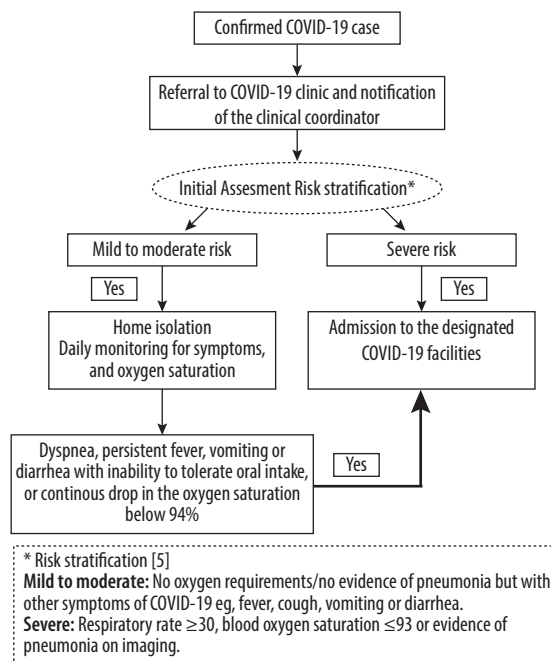 Confirmed COVID-19 case
Referral to COVID-19 clinic and notification
of the clinical coordinator
Initial Assesment Risk stratification*
Mild to moderate risk
Severe risk
Yes
Yes
Home isolation
Daily monitoring for symptoms,
and oxygen saturation
Admission to the designated
COVID-19 facilities
Dyspnea, persistent fever, vomiting or
diarrhea with inability to tolerate oral intake,
or continous drop in the oxygen saturation
below 94%
Yes
* Risk stratification [5]
Mild to moderate: No oxygen requirements/no evidence of pneumonia but with
other symptoms of COVID-19 eg, fever, cough, vomiting or diarrhea.
Severe: Respiratory rate ≥30, blood oxygen saturation ≤93 or evidence of
pneumonia on imaging.